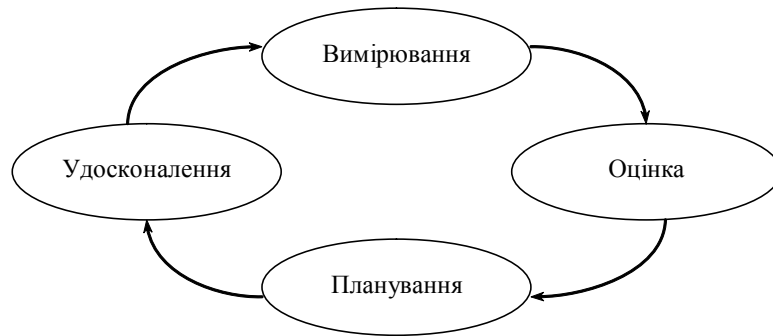 Вимірювання
Удосконалення
Оцінка
Планування